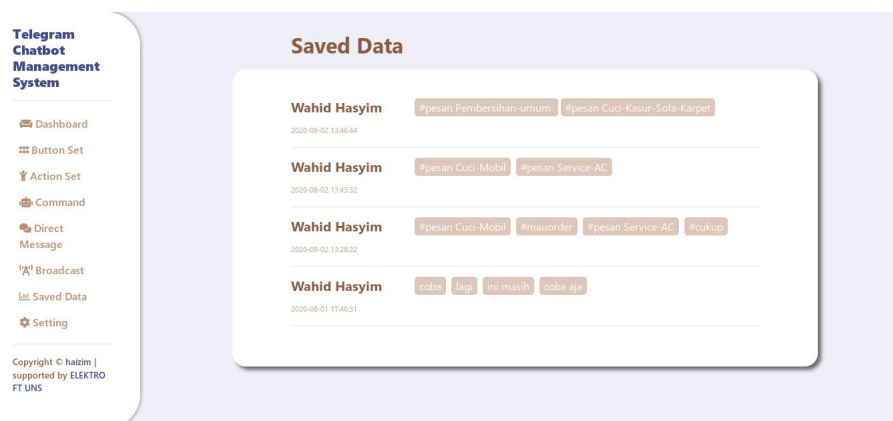 Telegram
Chatbot
Management
System
Dashboard
Button Set
Action Set
Command
Direct
Message
Broadcast
Saved Data
Setting
Copyright © haizim |
supported by ELEKTRO
FT UNS
Saved Data
Wahid Hasyim #pesan Pembersihan-umum #pesan Cuci-Kasur-Sofa-Karpet
2020-08-02 13:46:44
Wahid Hasyim #pesan Cuci-Mobil #pesan Service-AC
2020-08-02 13:43:32
Wahid Hasyim #pesan Cuci-Mobil #mauorder #pesan Service-AC #cukup
2020-08-02 13:28:22
Wahid Hasyim coba lagi ini masih coba aja
2020-08-01 17:40:31